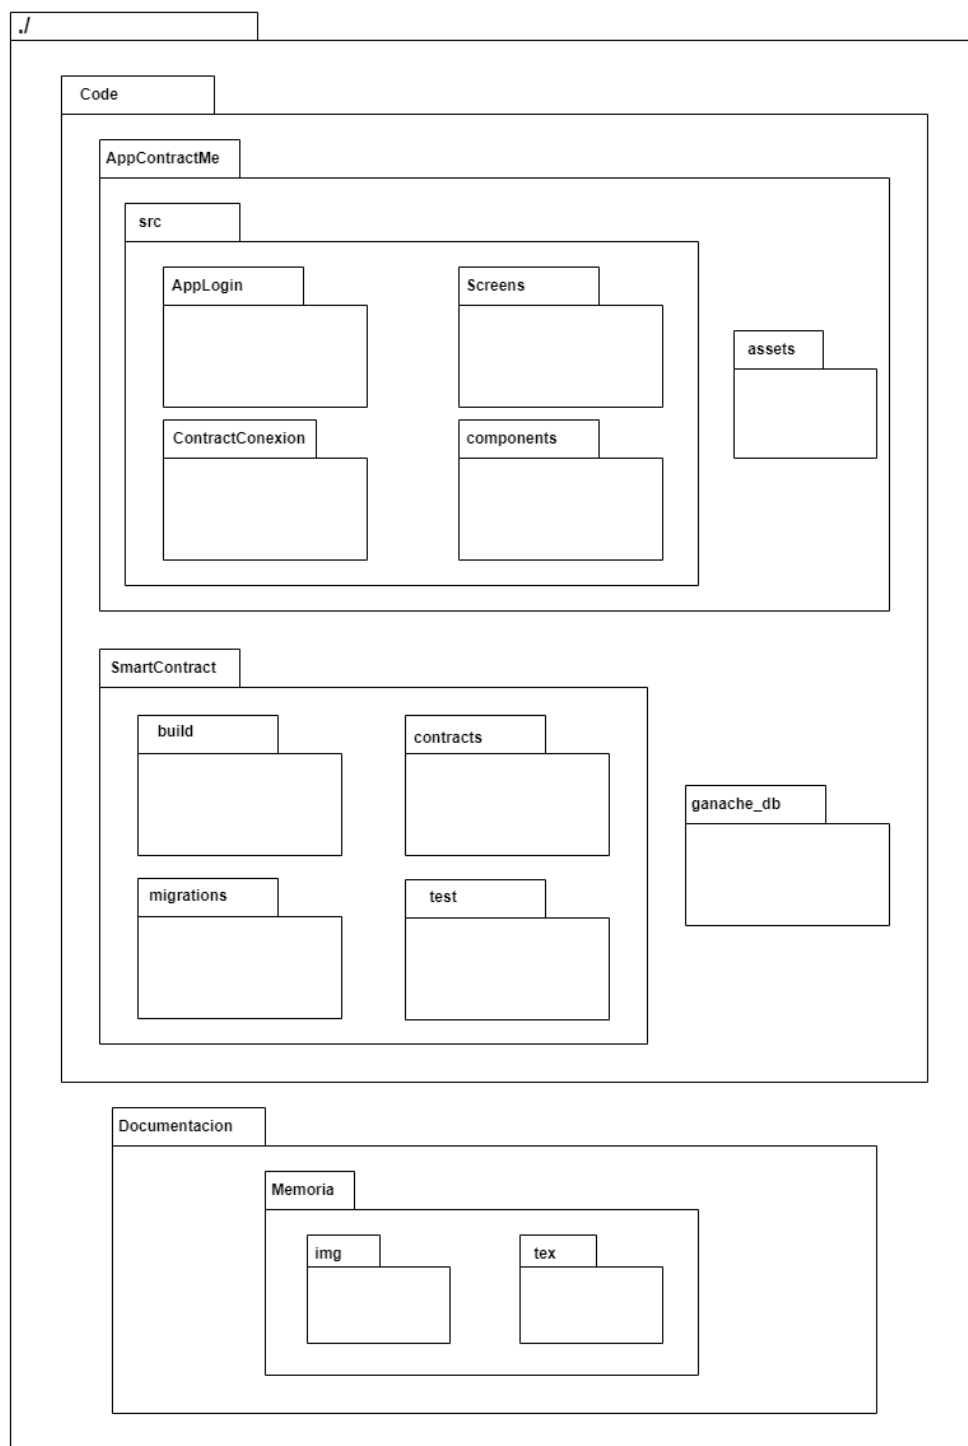 ./
Code
AppContractMe
src
AppLogin
Screens
assets
ContractConexion
components
SmartContract
build
contracts
ganache_db
migrations
test
Documentacion
Memoria
img
tex